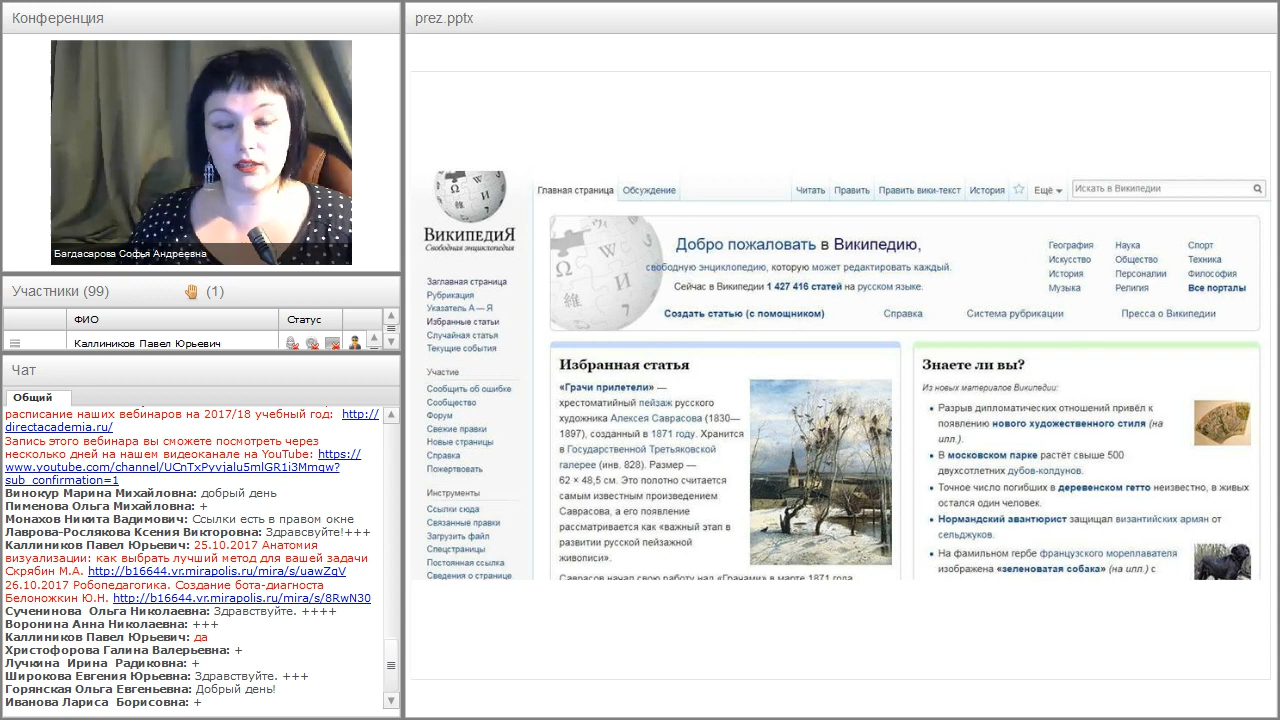 Конференция
Багдасарова Софья Андреевна
Участники (99)
(1)
ФИО
Статус
Каллиников Павел Юрьевич
Чат
Общий
расписание наших вебинаров на 2017/18 учебный год: http://
directacademia.ru/
Запись этого вебинара вы сможете посмотреть через
несколько дней на нашем видеоканале на YouTube: https://
www.youtube.com/channel/UCnTxPyvjalu5mlGR1i3Mmqw?
sub_confirmation=1
Винокур Марина Михайловна: добрый день
Пименова Ольга Михайловна: +
Монахов Никита Вадимович: Ссылки есть в правом окне
Лаврова-Рослякова Ксения Викторовна: Здравсвуйте!+++
Каллиников Павел Юрьевич: 25.10.2017 Анатомия
визуализации: как выбрать лучший метод для вашей задачи
Скрябин М.А. http://b16644.vr.mirapolis.ru/mira/s/uawZqV
26.10.2017 Робопедагогика. Создание бота-диагноста
Белоножкин Ю.Н. http://b16644.vr.mirapolis.ru/mira/s/8RwN30
Сученинова Ольга Николаевна: Здравствуйте. ++++
Воронина Анна Николаевна: +++
Каллиников Павел Юрьевич: да
Христофорова Галина Валерьевна: +
Лучкина Ирина Радиковна: +
Широкова Евгения Юрьевна: Здравствуйте. +++
Горянская Ольга Евгеньевна: Добрый день!
Иванова Лариса Борисовна: +
prez.pptx
ВикипедиЯ
Свободная энциклопедия
Заглавная страница
Рубрикация
Указатель А — Я
Избранные статьи
Случайная статья
Текущие события
Участие
Сообщить об ошибке
Сообщество
Форум
Свежие правки
Новые страницы
Справка
Пожертвовать
Инструменты
Ссылки сюда
Связанные правки
Загрузить файл
Спецстраницы
Постоянная ссылка
Сведения о странице
Главная страница
Обсуждение
Читать
Править
Править вики-текст
История
Ещё
Искать в Википедии
Добро пожаловать в Википедию,
свободную энциклопедию, которую может редактировать каждый.
Сейчас в Википедии 1 427 416 статей на русском языке.
География Наука Спорт
Искусство Общество Техника
История Персоналии Философия
Музыка Религия Все порталы
Создать статью (с помощником) Справка Система рубрикации Пресса о Википедии
Избранная статья
«Грачи прилетели» —
хрестоматийный пейзаж русского
художника Алексея Саврасова (1830—
1897), созданный в 1871 году. Хранится
в Государственной Третьяковской
галерее (инв. 828). Размер —
62 × 48,5 см. Это полотно считается
самым известным произведением
Саврасова, а его появление
рассматривается как «важный этап в
развитии русской пейзажной
живописи».
Саврасов начал свою работу над «Грачами» в марте 1871 года
Знаете ли вы?
Из новых материалов Википедии:
Разрыв дипломатических отношений привёл к
появлению нового художественного стиля (на
илл.).
В московском парке растёт свыше 500
двухсотлетних дубов-колдунов.
Точное число погибших в деревенском гетто неизвестно, в живых
остался один человек.
Нормандский авантюрист защищал византийских армян от
сельджуков.
На фамильном гербе французского мореплавателя
изображена «зеленоватая собака» (на илл.) с